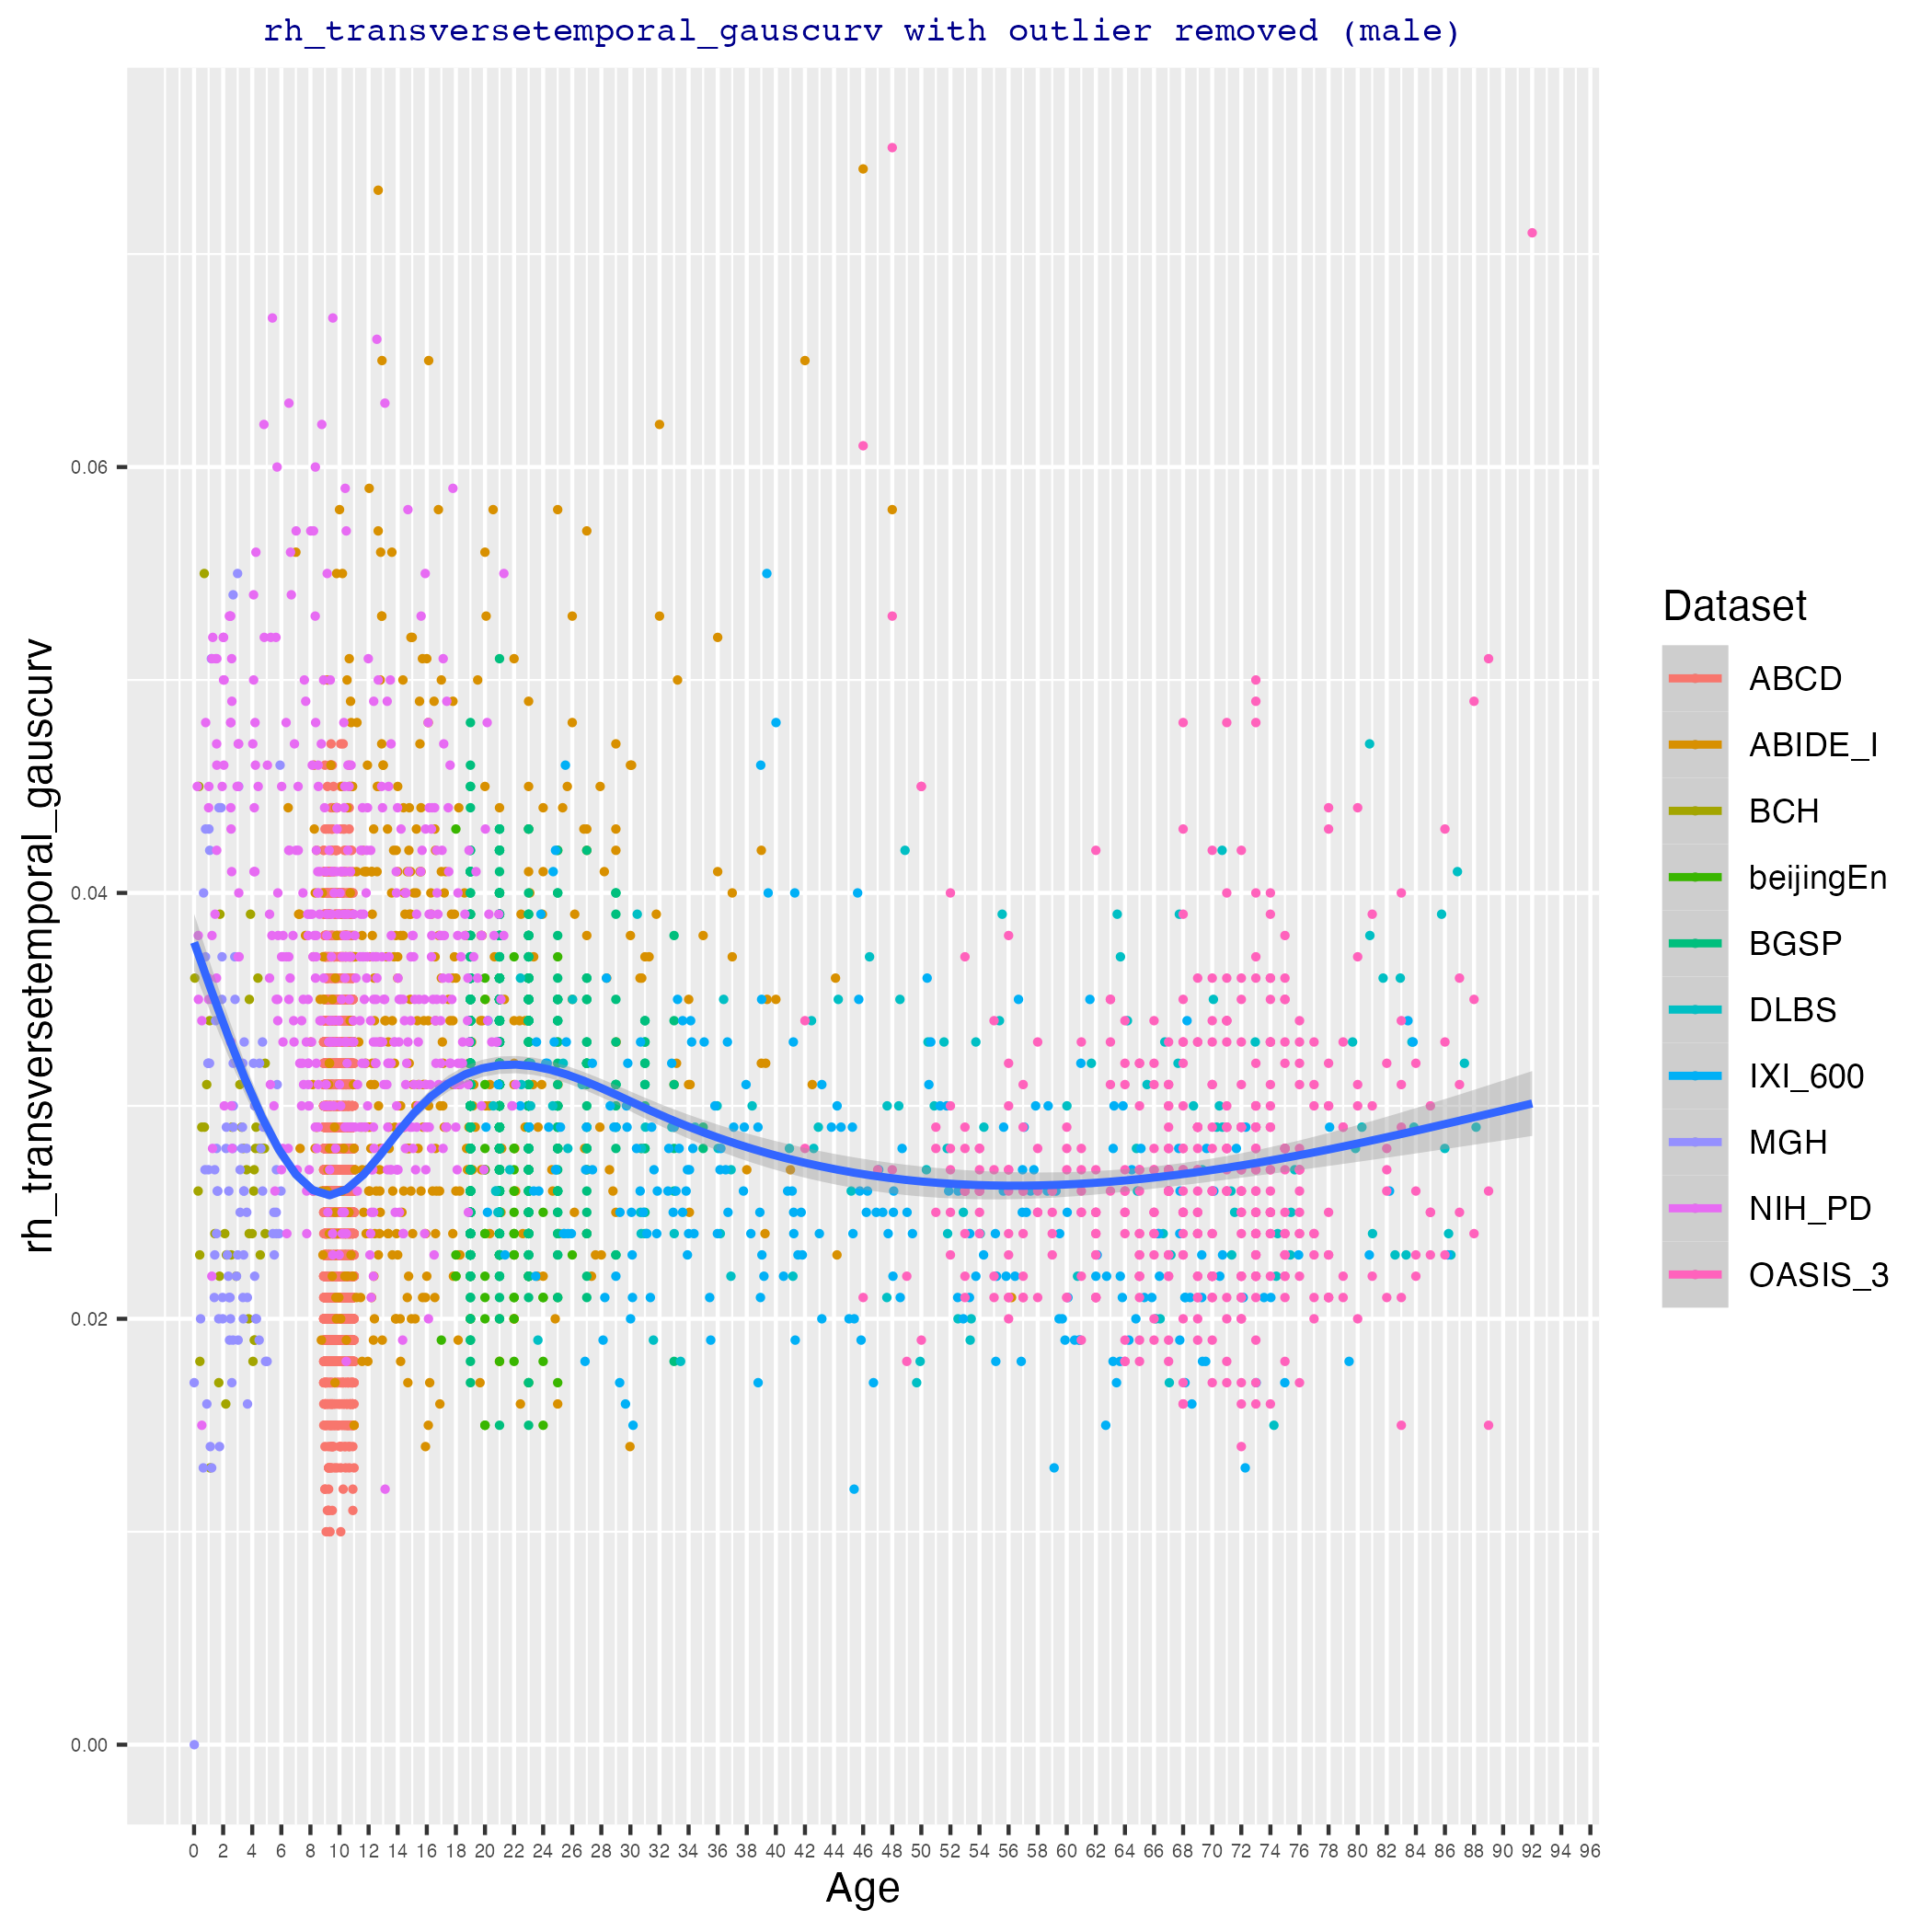 rh_transversetemporal_gauscurv with outlier removed (male)
rh_transversetemporal_gauscurv
0.06
0.04
0.02
0.00
0 2 4 6 8 10 12 14 16 18 20 22 24 26 28 30 32 34 36 38 40 42 44 46 48 50 52 54 56 58 60 62 64 66 68 70 72 74 76 78 80 82 84 86 88 90 92 94 96
Age
Dataset
ABCD
ABIDE_I
BCH
beijingEn
BGSP
DLBS
IXI_600
MGH
NIH_PD
OASIS_3